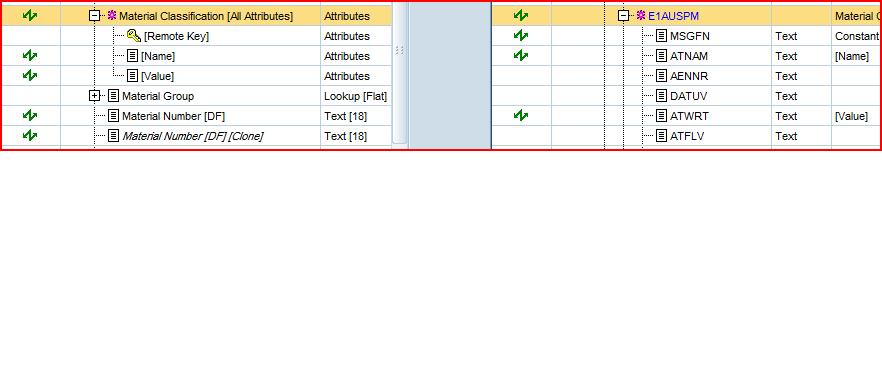 Material Classification [All Attributes] Attributes E1AUSPM Material C
[Remote Key] Attributes MSGFN Text Constant
[Name] Attributes ATNAM Text [Name]
[Value] Attributes AENNR Text
Material Group Lookup [Flat] DATUV Text
Material Number [DF] Text [18] ATWRT Text [Value]
Material Number [DF] [Clone] Text [18] ATFLV Text